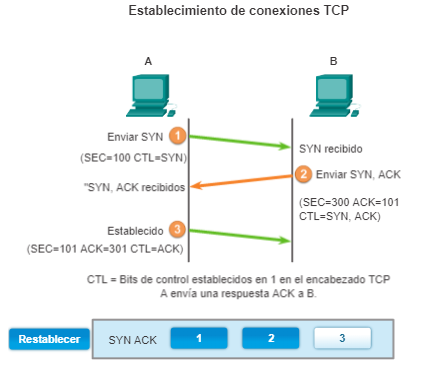 Establecimiento de conexiones TCP
A
B
Enviar SYN 1
(SEC=100 CTL=SYN)
SYN recibido
2 Enviar SYN, ACK
"SYN, ACK recibidos
(SEC=300 ACK=101
CTL=SYN, ACK)
Establecido 3
(SEC=101 ACK=301 CTL=ACK)
CTL = Bits de control establecidos en 1 en el encabezado TCP
A envía una respuesta ACK a B.
Restablecer
SYN ACK
1
2
3